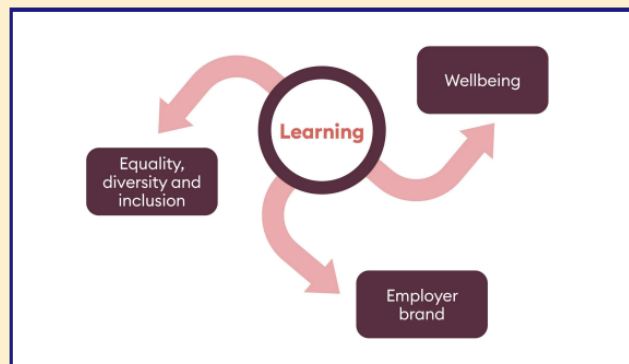 Learning
Wellbeing
Equality,
diversity and
inclusion
Employer
brand